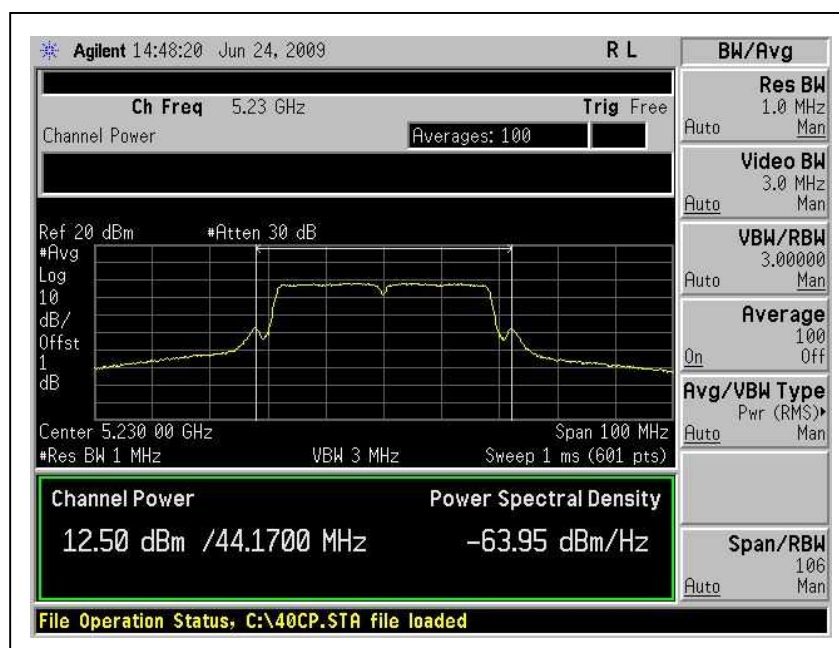 Agilent 14:48:20 Jun 24, 2009 R L
BW/Avg
Ch Freq 5.23 GHz Trig Free
Channel Power Averages: 100
Res BW
1.0 MHz
Auto Man
Video BW
3.0 MHz
Auto Man
VBW/RBW
3.00000
Auto Man
Average
100
On Off
Avg/VBW Type
Pwr (RMS)
Auto Man
Span/RBW
106
Auto Man
Ref 20 dBm #Atten 30 dB
#Avg
Log
10
dB/
Offst
1
dB
Center 5.230 00 GHz Span 100 MHz
#Res BW 1 MHz VBW 3 MHz Sweep 1 ms (601 pts)
Channel Power Power Spectral Density
12.50 dBm /44.1700 MHz -63.95 dBm/Hz
File Operation Status, C:\40CP.STA file loaded